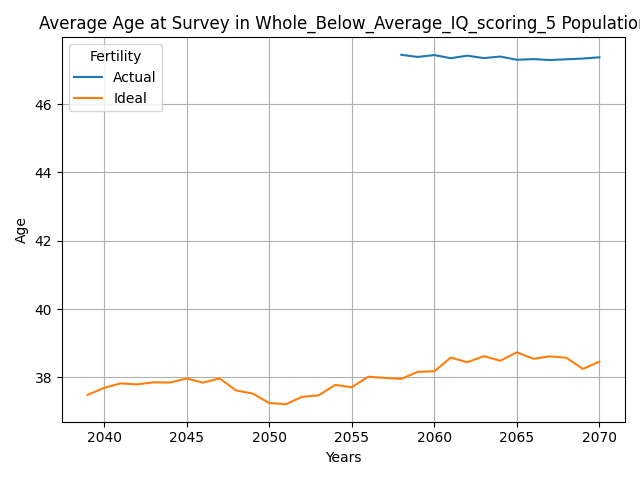 Average Age at Survey in Whole_Below_Average_IQ_scoring_5 Population
Fertility
Actual
Ideal
46
44
42
40
38
Age
2040 2045 2050 2055 2060 2065 2070
Years